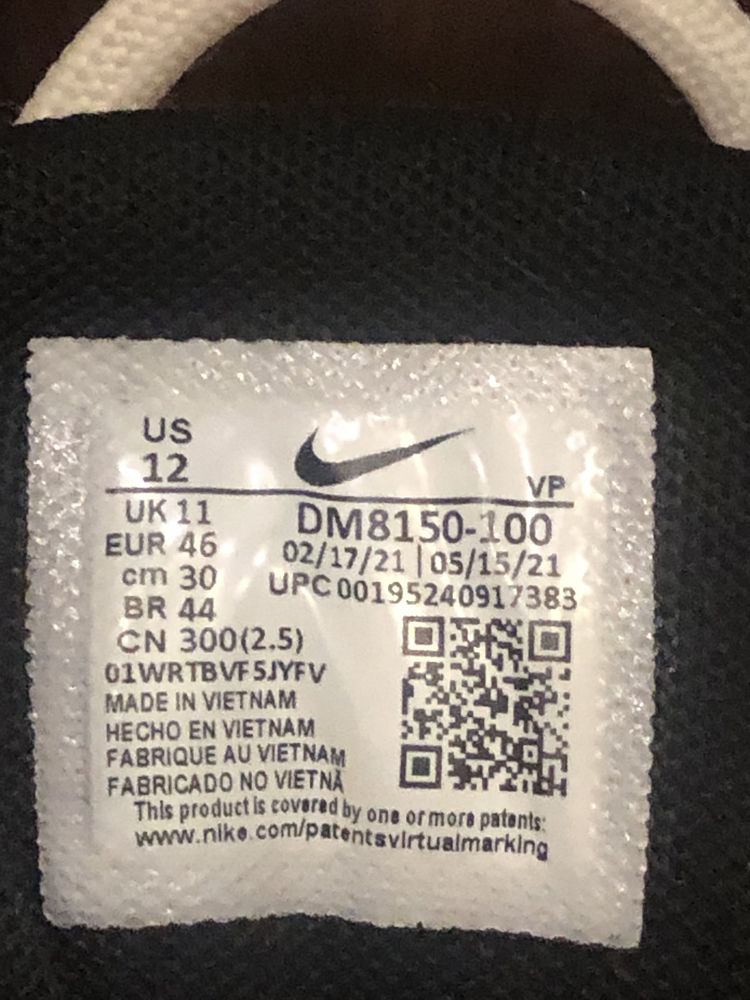 US
12
VP
UK 11
EUR 46
cm 30
BR 44
CN 300(2.5)
DM8150-100
02/17/21 | 05/15/21
UPC 00195240917383
01WRTBVF5JYFV
MADE IN VIETNAM
HECHO EN VIETNAM
FABRIQUE AU VIETNAM
FABRICADO NO VIETNÃ
This product is covered by one or more patents:
www.nike.com/patentsvirtualmarking